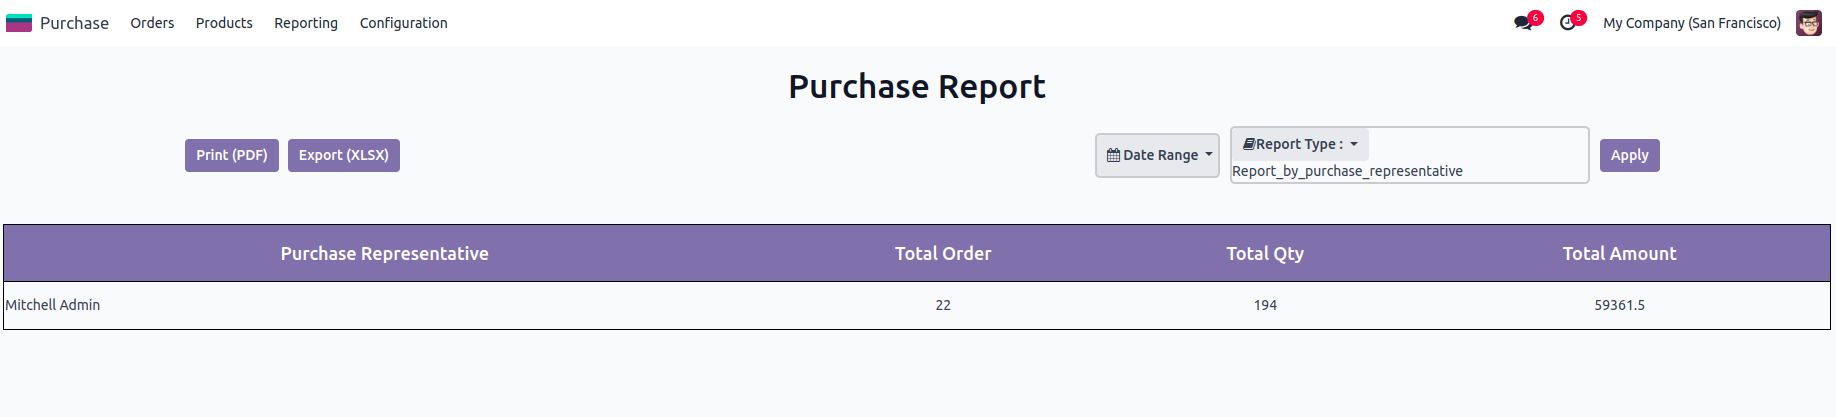 Purchase Orders Products Reporting Configuration 6 5 My Company (San Francisco)
Purchase Report
Print (PDF) Export (XLSX) Date Range Report Type : Apply
Report_by_purchase_representative
Purchase Representative Total Order Total Qty Total Amount
Mitchell Admin 22 194 59361.5